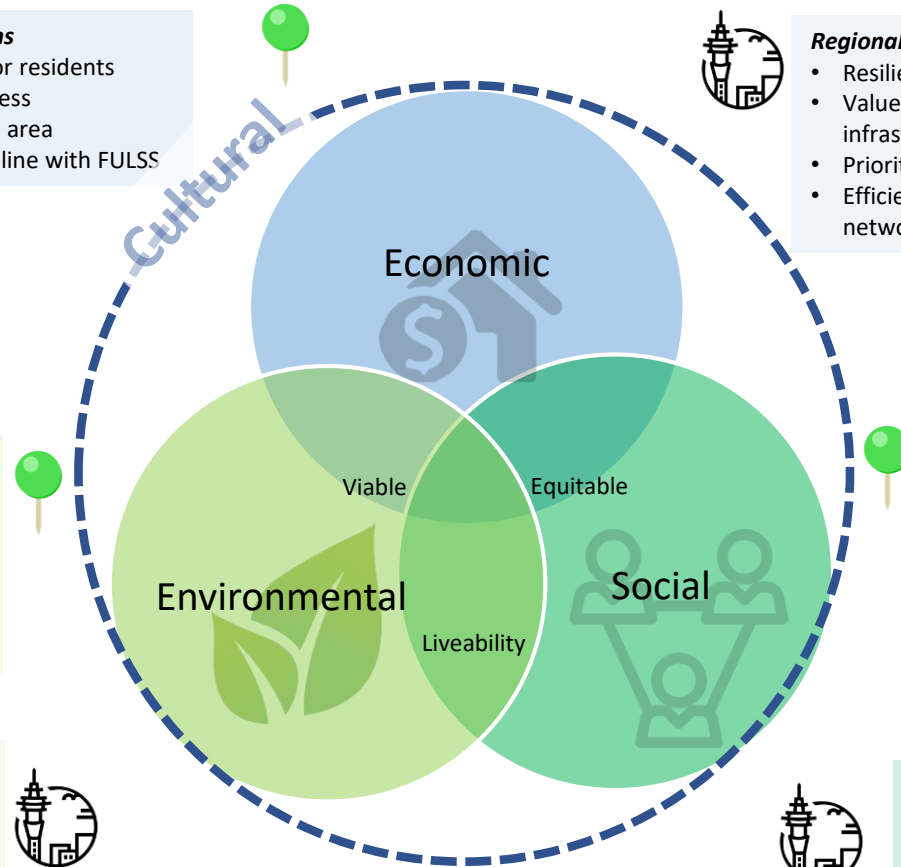 or residents
area
line with FULSS
Regional
• Resilie
• Value
infras
• Priorit
• Efficie
netwo
Cultural
Economic
Viable
Equitable
Environmental
Social
Liveability